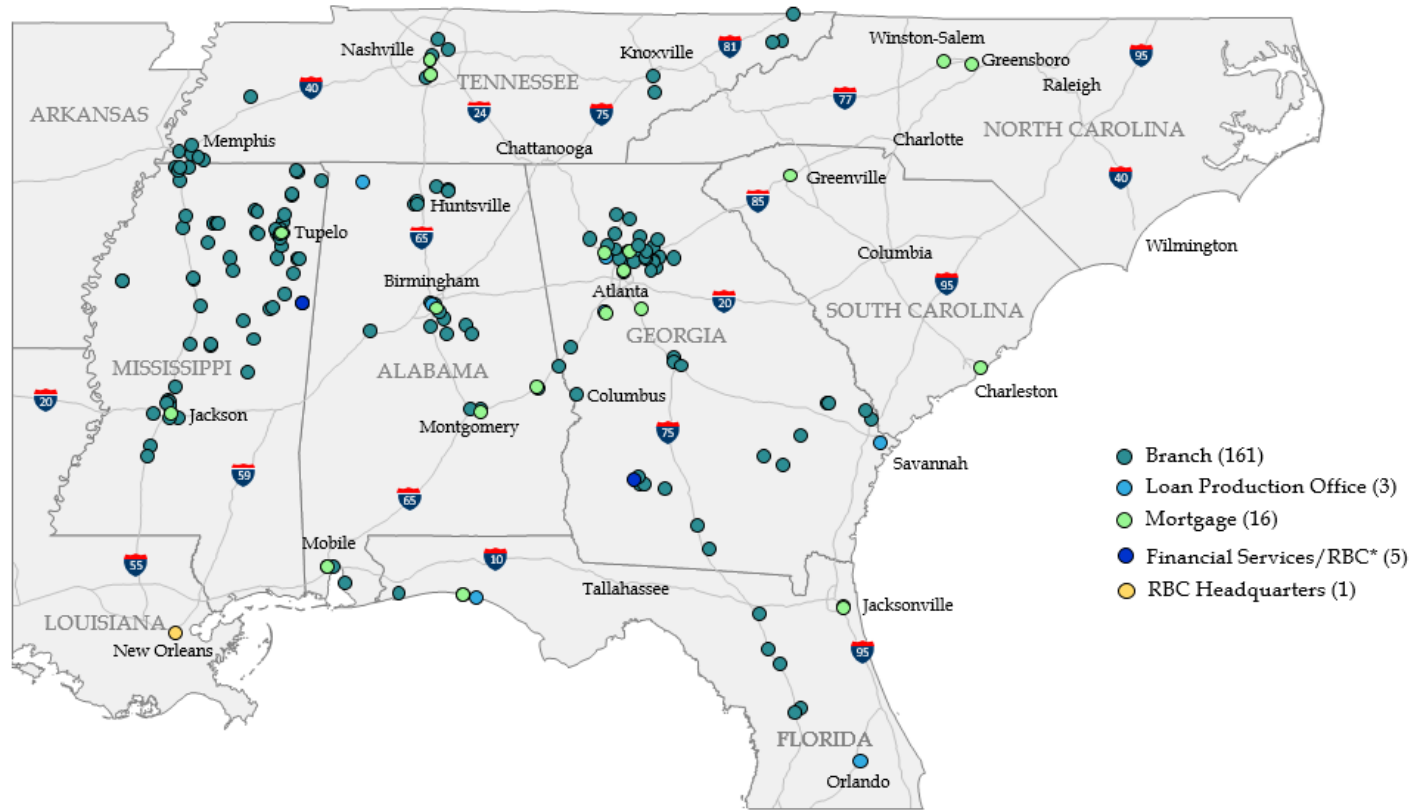 Nashville
Knoxville
81
Winston-Salem
Greensboro
95
TENNESSEE
Raleigh
40
77
ARKANSAS
24
75
NORTH CAROLINA
Memphis
Chattanooga
Charlotte
Greenville
40
85
Huntsville
Tupelo
65
Wilmington
Columbia
Birmingham
95
Atlanta
20
SOUTH CAROLINA
GEORGIA
MISSISSIPPI
ALABAMA
Charleston
20
Columbus
Jackson
Montgomery
75
Savannah
59
65
Branch (161)
Loan Production Office (3)
Mortgage (16)
Financial Services/RBC* (5)
RBC Headquarters (1)
Mobile
55
10
Tallahassee
Jacksonville
LOUISIANA
New Orleans
95
FLORIDA
Orlando